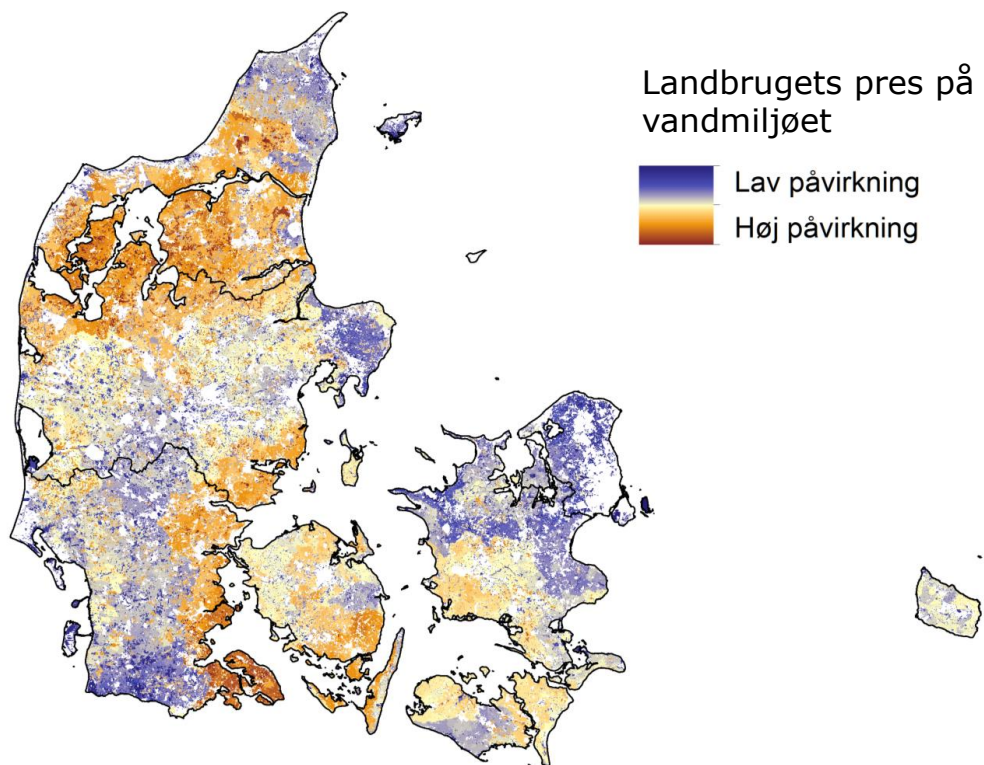 Landbrugets pres på
vandmiljøet
Lav påvirkning
Høj påvirkning